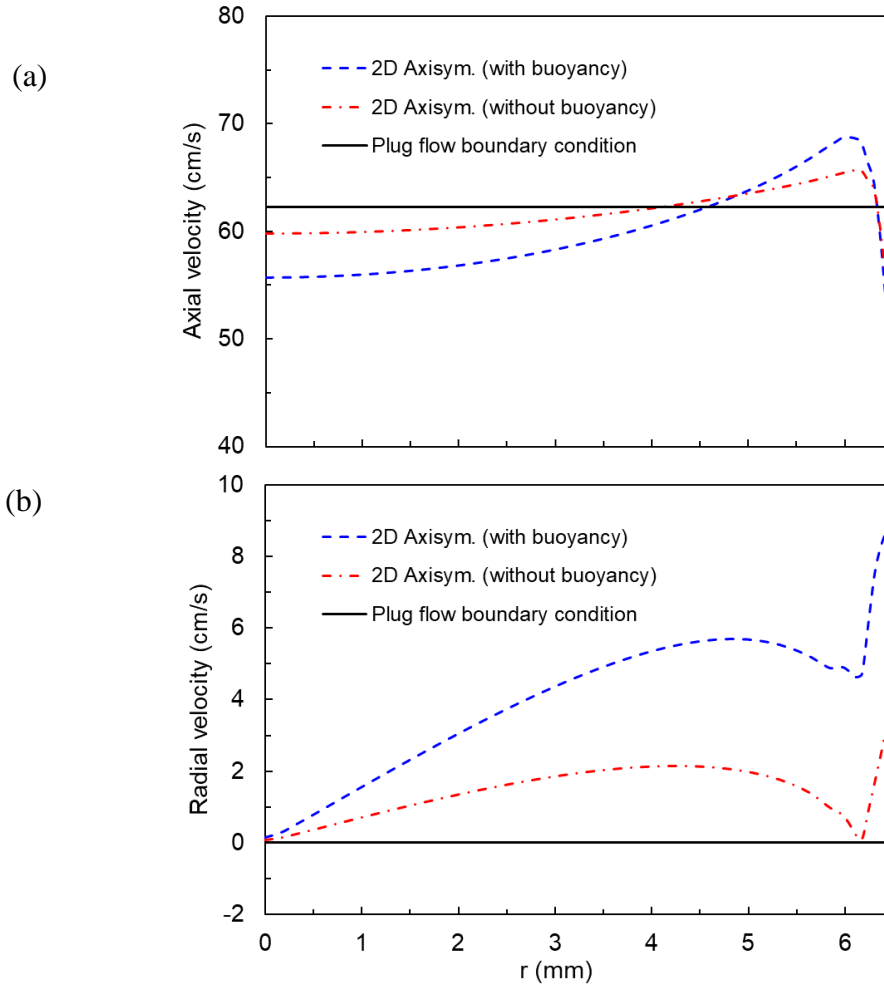 (a)
80
70
60
50
40
Axial velocity (cm/s)
2D Axisym. (with buoyancy)
2D Axisym. (without buoyancy)
Plug flow boundary condition
(b)
10
8
6
4
2
0
-2
Radial velocity (cm/s)
2D Axisym. (with buoyancy)
2D Axisym. (without buoyancy)
Plug flow boundary condition
0 1 2 3 4 5 6
r (mm)